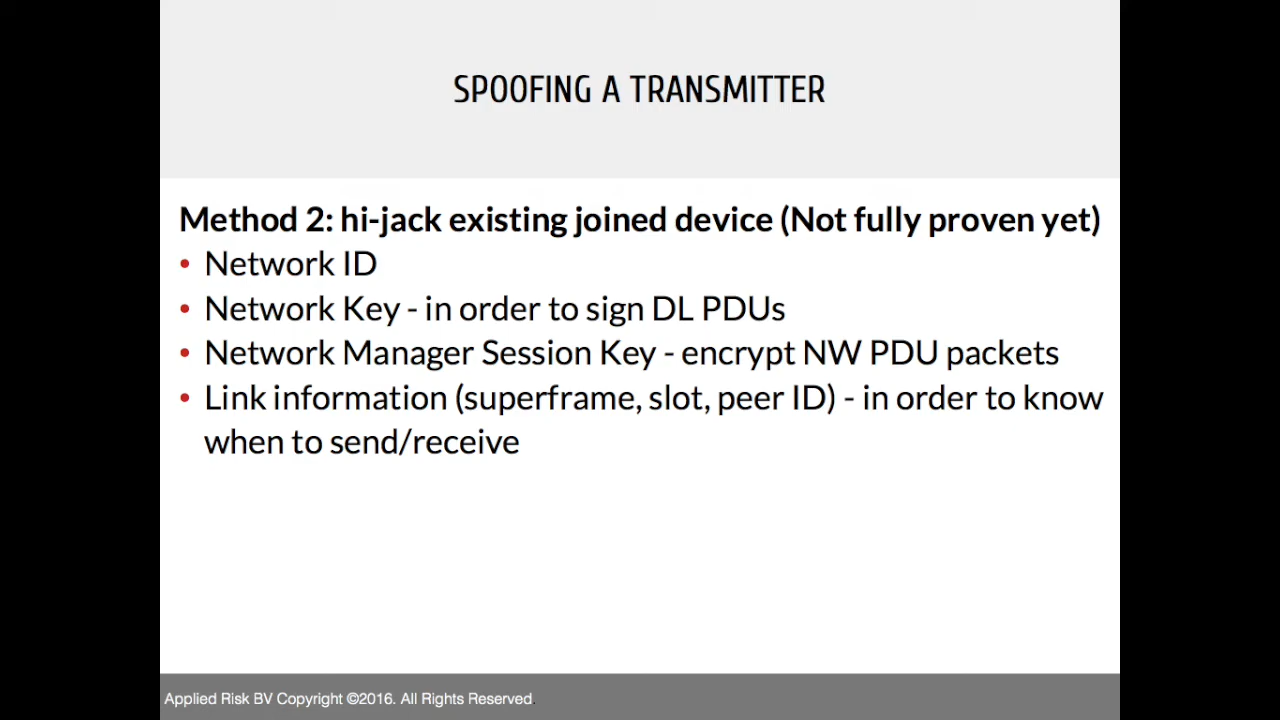 SPOOFING A TRANSMITTER
Method 2: hi-jack existing joined device (Not fully proven yet)
• Network ID
• Network Key - in order to sign DL PDUs
• Network Manager Session Key - encrypt NW PDU packets
• Link information (superframe, slot, peer ID) - in order to know
when to send/receive
Applied Risk BV Copyright ©2016. All Rights Reserved.